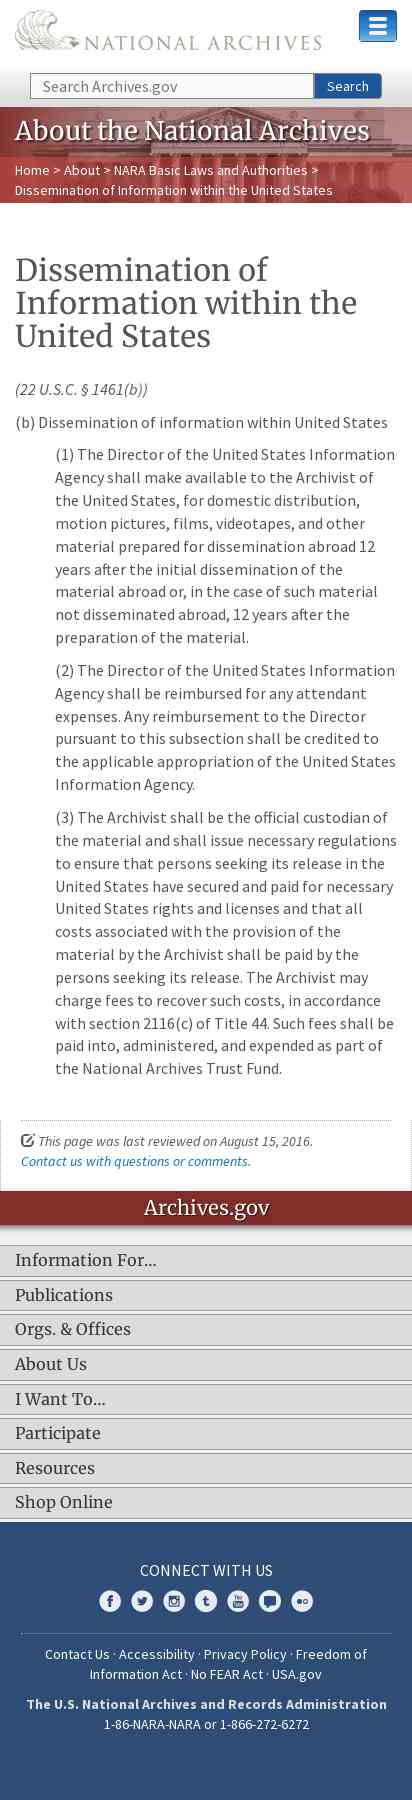 NATIONAL ARCHIVES
Search Archives.gov
Search
About the National Archives
Home > About > NARA Basic Laws and Authorities >
Dissemination of Information within the United States
Dissemination of
Information within the
United States
(22 U.S.C. § 1461(b))
(b) Dissemination of information within United States
(1) The Director of the United States Information
Agency shall make available to the Archivist of
the United States, for domestic distribution,
motion pictures, films, videotapes, and other
material prepared for dissemination abroad 12
years after the initial dissemination of the
material abroad or, in the case of such material
not disseminated abroad, 12 years after the
preparation of the material.
(2) The Director of the United States Information
Agency shall be reimbursed for any attendant
expenses. Any reimbursement to the Director
pursuant to this subsection shall be credited to
the applicable appropriation of the United States
Information Agency.
(3) The Archivist shall be the official custodian of
the material and shall issue necessary regulations
to ensure that persons seeking its release in the
United States have secured and paid for necessary
United States rights and licenses and that all
costs associated with the provision of the
material by the Archivist shall be paid by the
persons seeking its release. The Archivist may
charge fees to recover such costs, in accordance
with section 2116(c) of Title 44. Such fees shall be
paid into, administered, and expended as part of
the National Archives Trust Fund.
This page was last reviewed on August 15, 2016.
Contact us with questions or comments.
Archives.gov
Information For…
Publications
Orgs. & Offices
About Us
I Want To…
Participate
Resources
Shop Online
CONNECT WITH US
Contact Us · Accessibility · Privacy Policy · Freedom of
Information Act · No FEAR Act · USA.gov
The U.S. National Archives and Records Administration
1-86-NARA-NARA or 1-866-272-6272